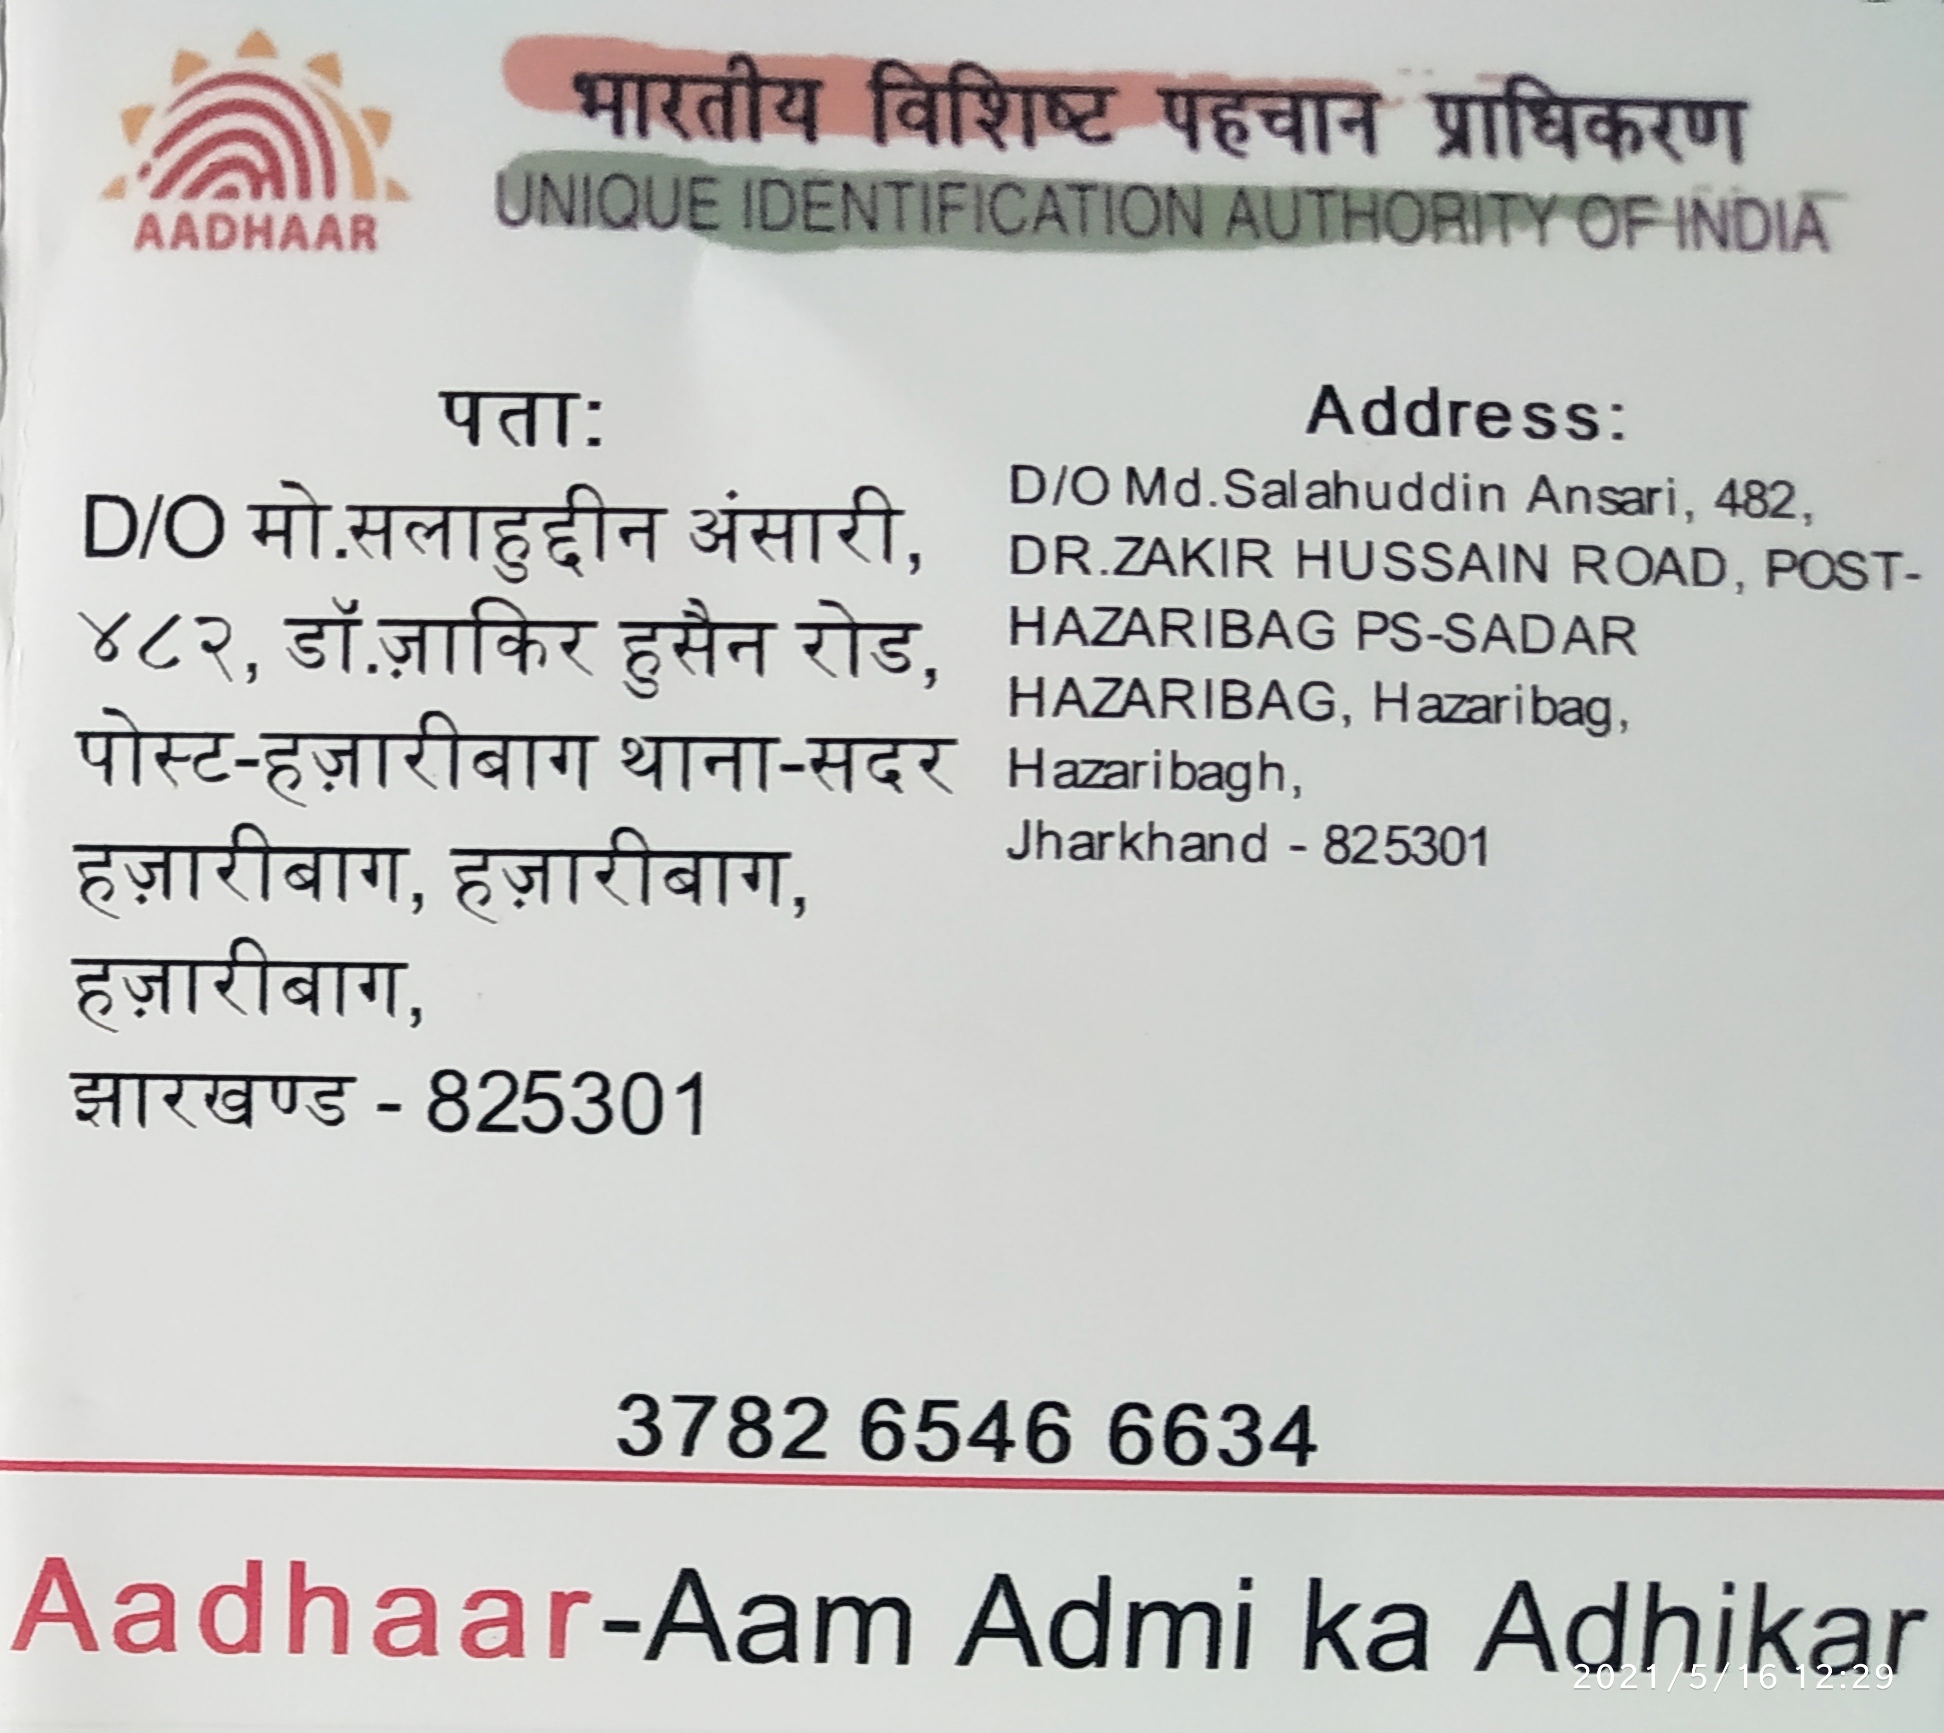 भारतीय विशिष्ट पहचान प्राधिकरण
UNIQUE IDENTIFICATION AUTHORITY OF INDIA
AADHAAR
पता:
D/O मो.सलाहुद्दीन अंसारी,
४८२, डॉ.ज़ाकिर हुसैन रोड,
पोस्ट-हज़ारीबाग थाना-सदर
हज़ारीबाग, हज़ारीबाग,
हज़ारीबाग,
झारखण्ड - 825301
Address:
D/O Md.Salahuddin Ansari, 482,
DR.ZAKIR HUSSAIN ROAD, POST-
HAZARIBAG PS-SADAR
HAZARIBAG, Hazaribag,
Hazaribagh,
Jharkhand - 825301
3782 6546 6634
Aadhaar-Aam Admi ka Adhikar
2021/5/16 12:29